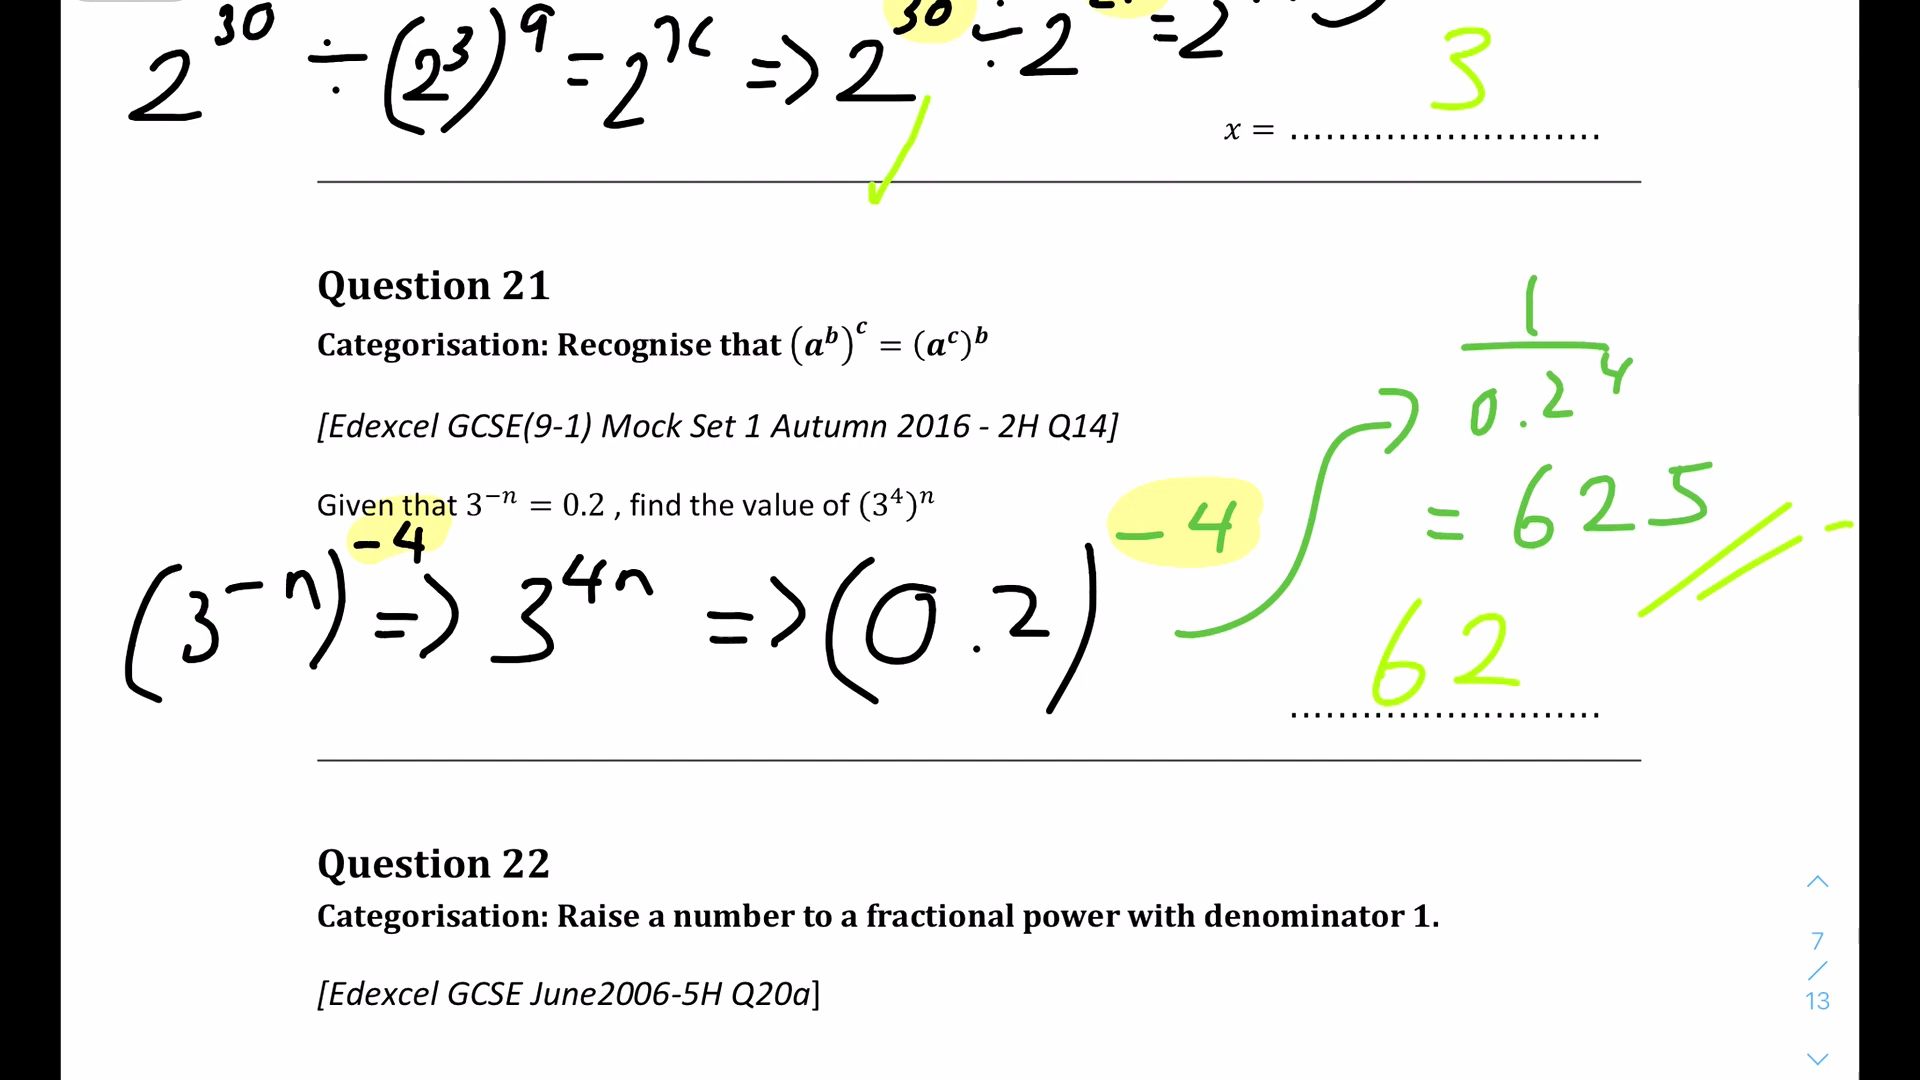 2^30 ÷ (2^3)^9 = 2^x => 2^30 ÷ 2 = 2
3
x = ..........................
Question 21
Categorisation: Recognise that (a^b)^c = (a^c)^b
[Edexcel GCSE(9-1) Mock Set 1 Autumn 2016 - 2H Q14]
Given that 3^−n = 0.2 , find the value of (3^4)^n
(3^-n)^-4 => 3^4n => (0.2)^-4
1
0.2^4
= 625
62
..........................
Question 22
Categorisation: Raise a number to a fractional power with denominator 1.
[Edexcel GCSE June2006-5H Q20a]
7
/
13